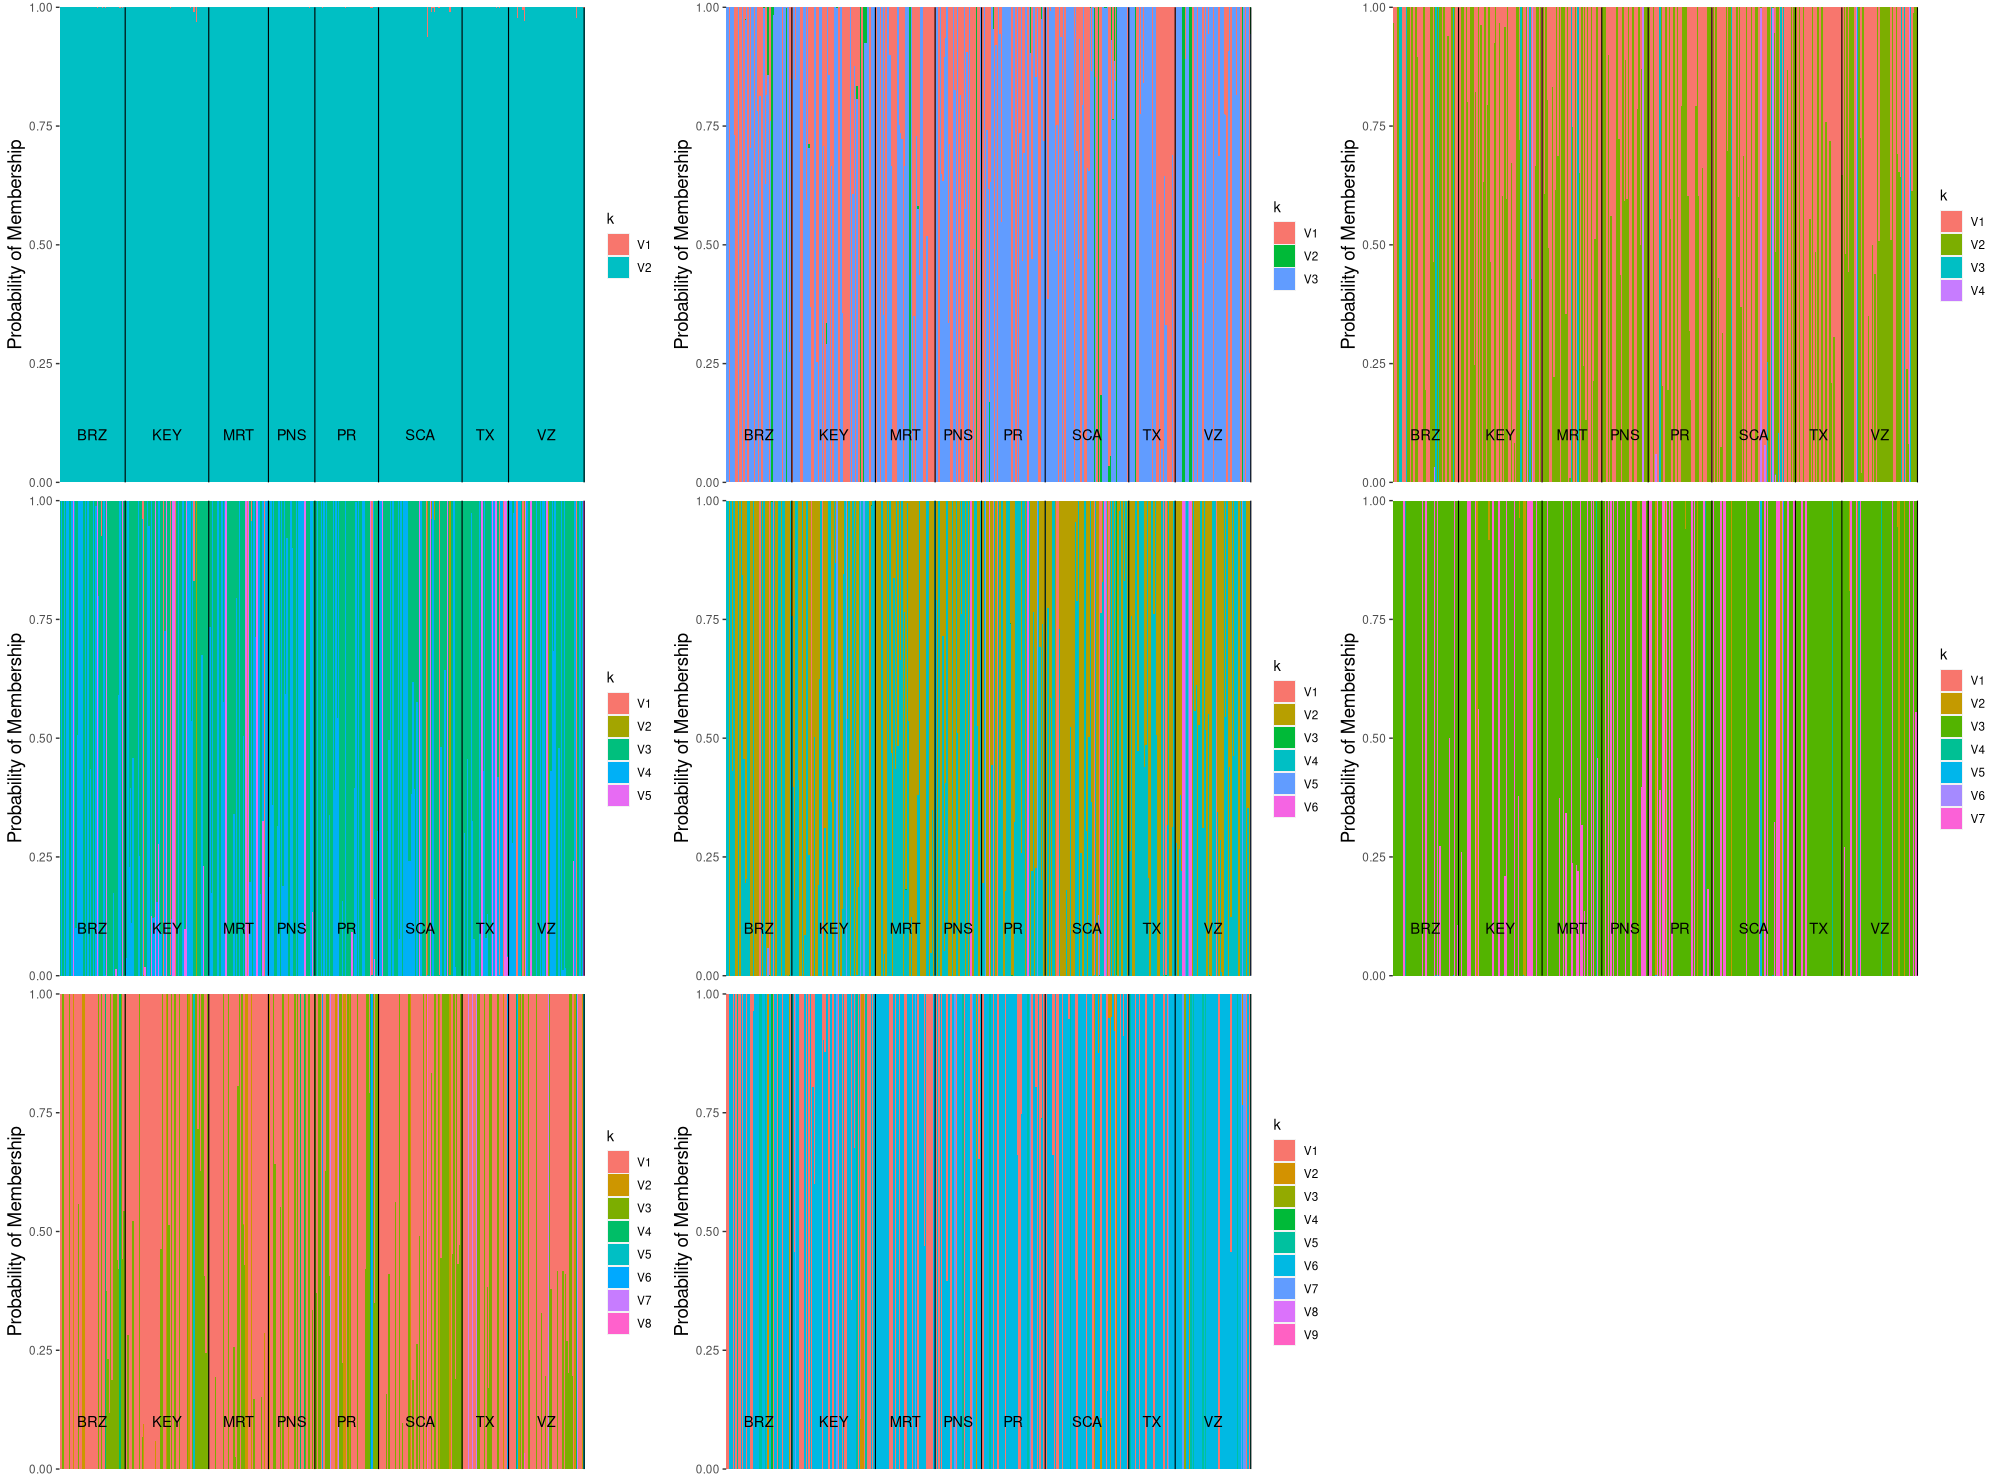 Probability of Membership
1.00
0.75
0.50
0.25
0.00
BRZ KEY MRT PNS PR SCA TX VZ
k
V1
V2
Probability of Membership
1.00
0.75
0.50
0.25
0.00
BRZ KEY MRT PNS PR SCA TX VZ
k
V1
V2
V3
Probability of Membership
1.00
0.75
0.50
0.25
0.00
BRZ KEY MRT PNS PR SCA TX VZ
k
V1
V2
V3
V4
Probability of Membership
1.00
0.75
0.50
0.25
0.00
BRZ KEY MRT PNS PR SCA TX VZ
k
V1
V2
V3
V4
V5
Probability of Membership
1.00
0.75
0.50
0.25
0.00
BRZ KEY MRT PNS PR SCA TX VZ
k
V1
V2
V3
V4
V5
V6
Probability of Membership
1.00
0.75
0.50
0.25
0.00
BRZ KEY MRT PNS PR SCA TX VZ
k
V1
V2
V3
V4
V5
V6
V7
Probability of Membership
1.00
0.75
0.50
0.25
0.00
BRZ KEY MRT PNS PR SCA TX VZ
k
V1
V2
V3
V4
V5
V6
V7
V8
Probability of Membership
1.00
0.75
0.50
0.25
0.00
BRZ KEY MRT PNS PR SCA TX VZ
k
V1
V2
V3
V4
V5
V6
V7
V8
V9